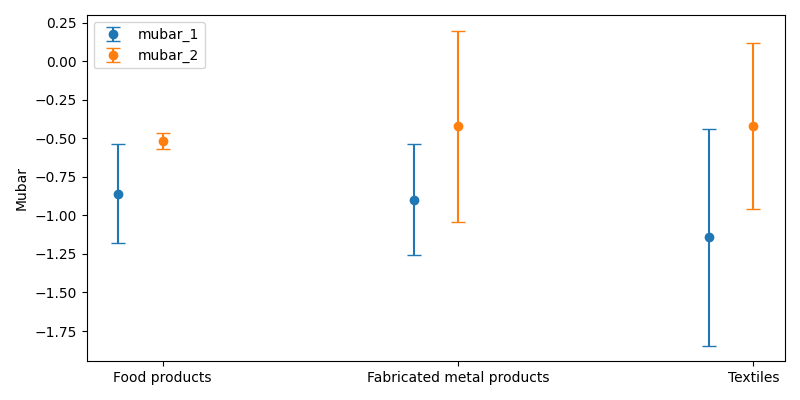 0.25
0.00
−0.25
−0.50
−0.75
−1.00
−1.25
−1.50
−1.75
Mubar
mubar_1
mubar_2
Food products
Fabricated metal products
Textiles